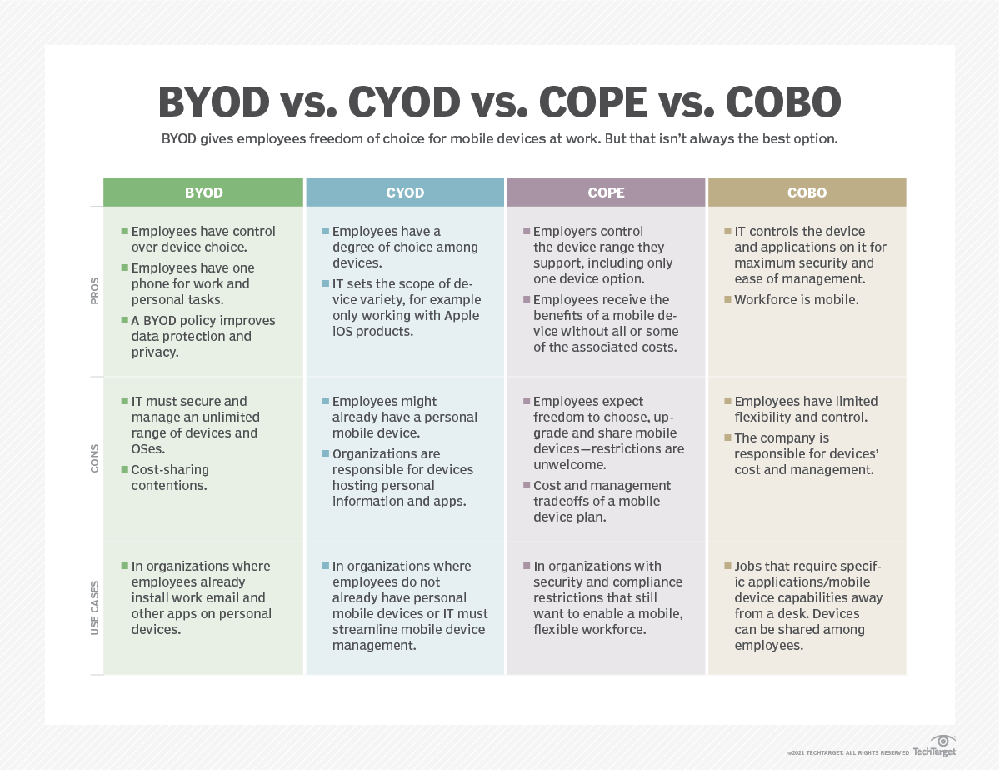 BYOD vs. CYOD vs. COPE vs. COBO
BYOD gives employees freedom of choice for mobile devices at work. But that isn’t always the best option.
BYOD
CYOD
COPE
COBO
PROS
Employees have control
over device choice.
Employees have one
phone for work and
personal tasks.
A BYOD policy improves
data protection and
privacy.
Employees have a
degree of choice among
devices.
IT sets the scope of de-
vice variety, for example
only working with Apple
iOS products.
Employers control
the device range they
support, including only
one device option.
Employees receive the
benefits of a mobile de-
vice without all or some
of the associated costs.
IT controls the device
and applications on it for
maximum security and
ease of management.
Workforce is mobile.
CONS
IT must secure and
manage an unlimited
range of devices and
OSes.
Cost-sharing
contentions.
Employees might
already have a personal
mobile device.
Organizations are
responsible for devices
hosting personal
information and apps.
Employees expect
freedom to choose, up-
grade and share mobile
devices—restrictions are
unwelcome.
Cost and management
tradeoffs of a mobile
device plan.
Employees have limited
flexibility and control.
The company is
responsible for devices’
cost and management.
USE CASES
In organizations where
employees already
install work email and
other apps on personal
devices.
In organizations where
employees do not
already have personal
mobile devices or IT must
streamline mobile device
management.
In organizations with
security and compliance
restrictions that still
want to enable a mobile,
flexible workforce.
Jobs that require specif-
ic applications/mobile
device capabilities away
from a desk. Devices
can be shared among
employees.
©2021 TECHTARGET. ALL RIGHTS RESERVED
TechTarget